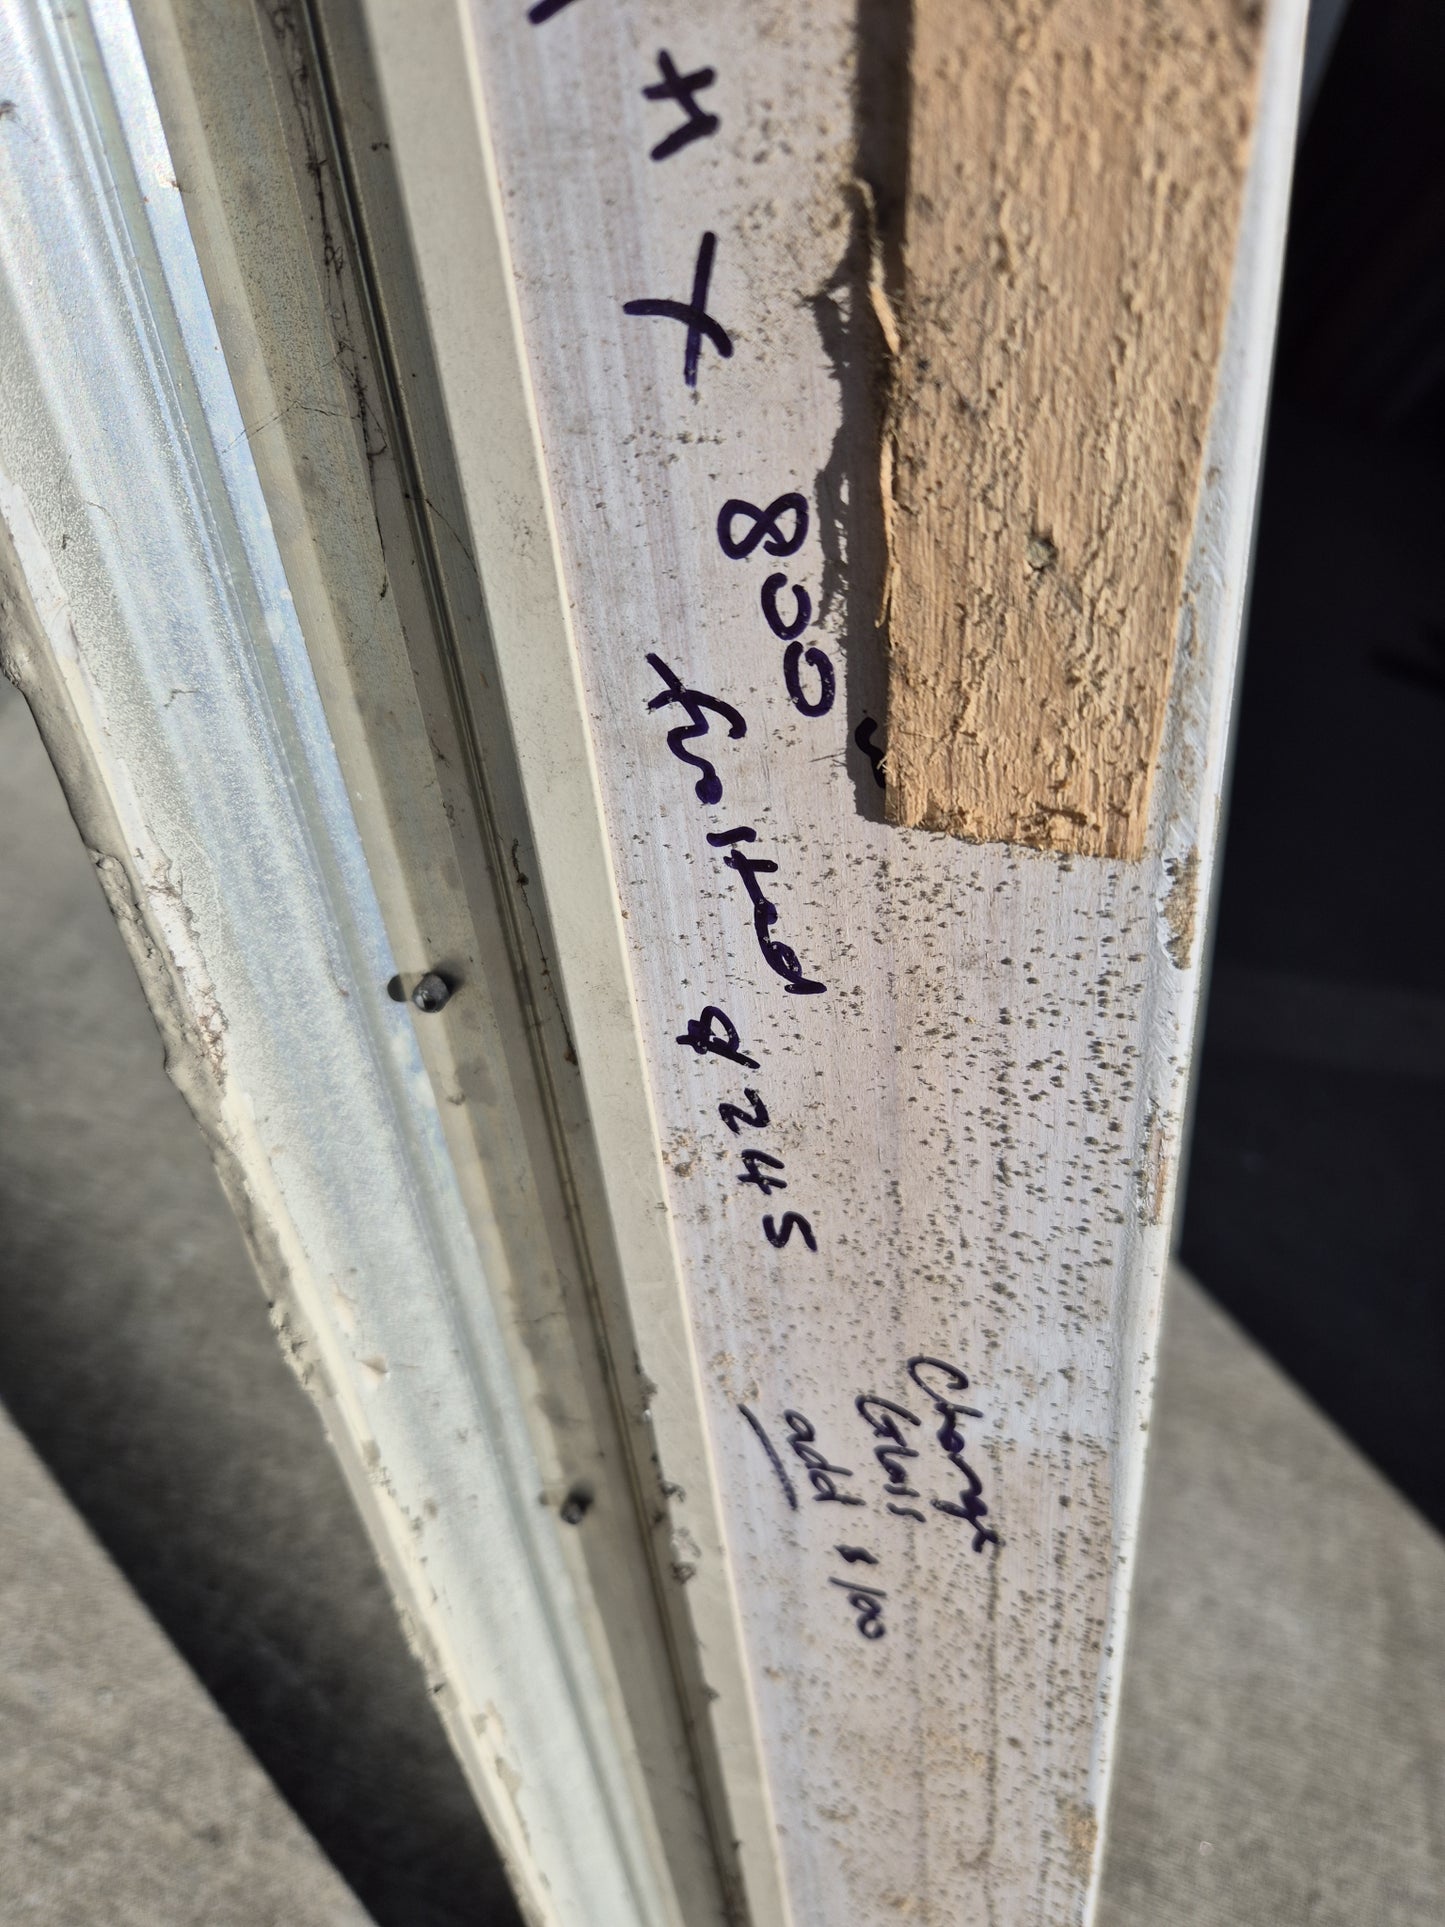 H X 800
frosted $245
Change
Glass
add $100